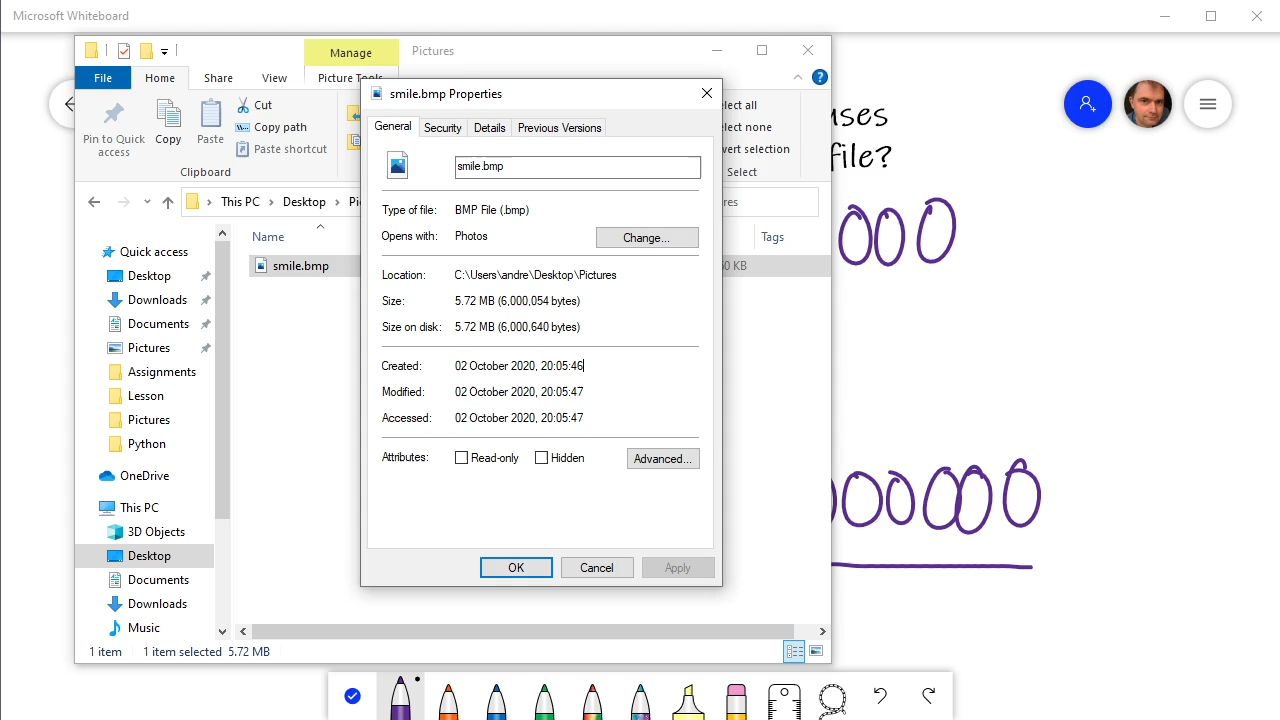 Microsoft Whiteboard
Manage
Pictures
File
Home
Share
View
Picture Tools
Pin to Quick access
Copy
Paste
Cut
Copy path
Paste shortcut
Clipboard
elect all
elect none
vert selection
Select
This PC
Desktop
res
Name
Tags
smile.bmp
0 KB
Quick access
Desktop
Downloads
Documents
Pictures
Assignments
Lesson
Pictures
Python
OneDrive
This PC
3D Objects
Desktop
Documents
Downloads
Music
1 item
1 item selected 5.72 MB
smile.bmp Properties
General
Security
Details
Previous Versions
smile.bmp
Type of file: BMP File (.bmp)
Opens with: Photos
Change...
Location: C:\Users\andre\Desktop\Pictures
Size: 5.72 MB (6,000,054 bytes)
Size on disk: 5.72 MB (6,000,640 bytes)
Created: 02 October 2020, 20:05:46
Modified: 02 October 2020, 20:05:47
Accessed: 02 October 2020, 20:05:47
Attributes: Read-only Hidden Advanced...
OK
Cancel
Apply
uses
file?
000
000000